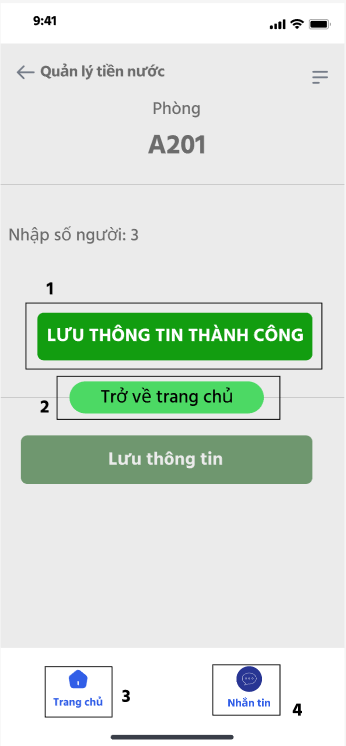 9:41
Quản lý tiền nước
Phòng
A201
Nhập số người: 3
1
LƯU THÔNG TIN THÀNH CÔNG
Trở về trang chủ
2
Lưu thông tin
Trang chủ
3
Nhắn tin
4